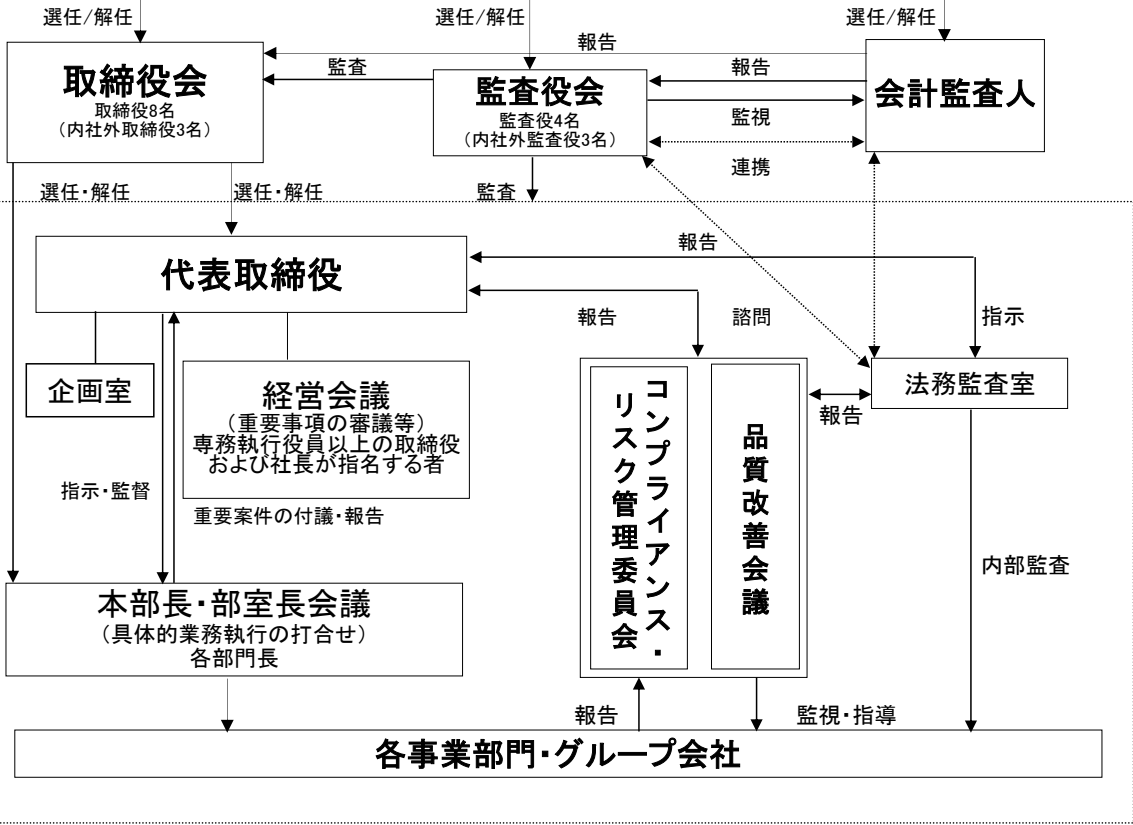 選任/解任
選任/解任
選任/解任
報告
取締役会
取締役8名
（内社外取締役3名）
監査
監査役会
監査役4名
（内社外監査役3名）
報告
監視
連携
会計監査人
選任・解任
選任・解任
監査
代表取締役
報告
報告
諮問
指示
企画室
経営会議
（重要事項の審議等）
専務執行役員以上の取締役
および社長が指名する者
コンプライアンス・
リスク管理委員会
品質改善会議
法務監査室
報告
指示・監督
重要案件の付議・報告
内部監査
本部長・部室長会議
（具体的業務執行の打合せ）
各部門長
報告
監視・指導
各事業部門・グループ会社